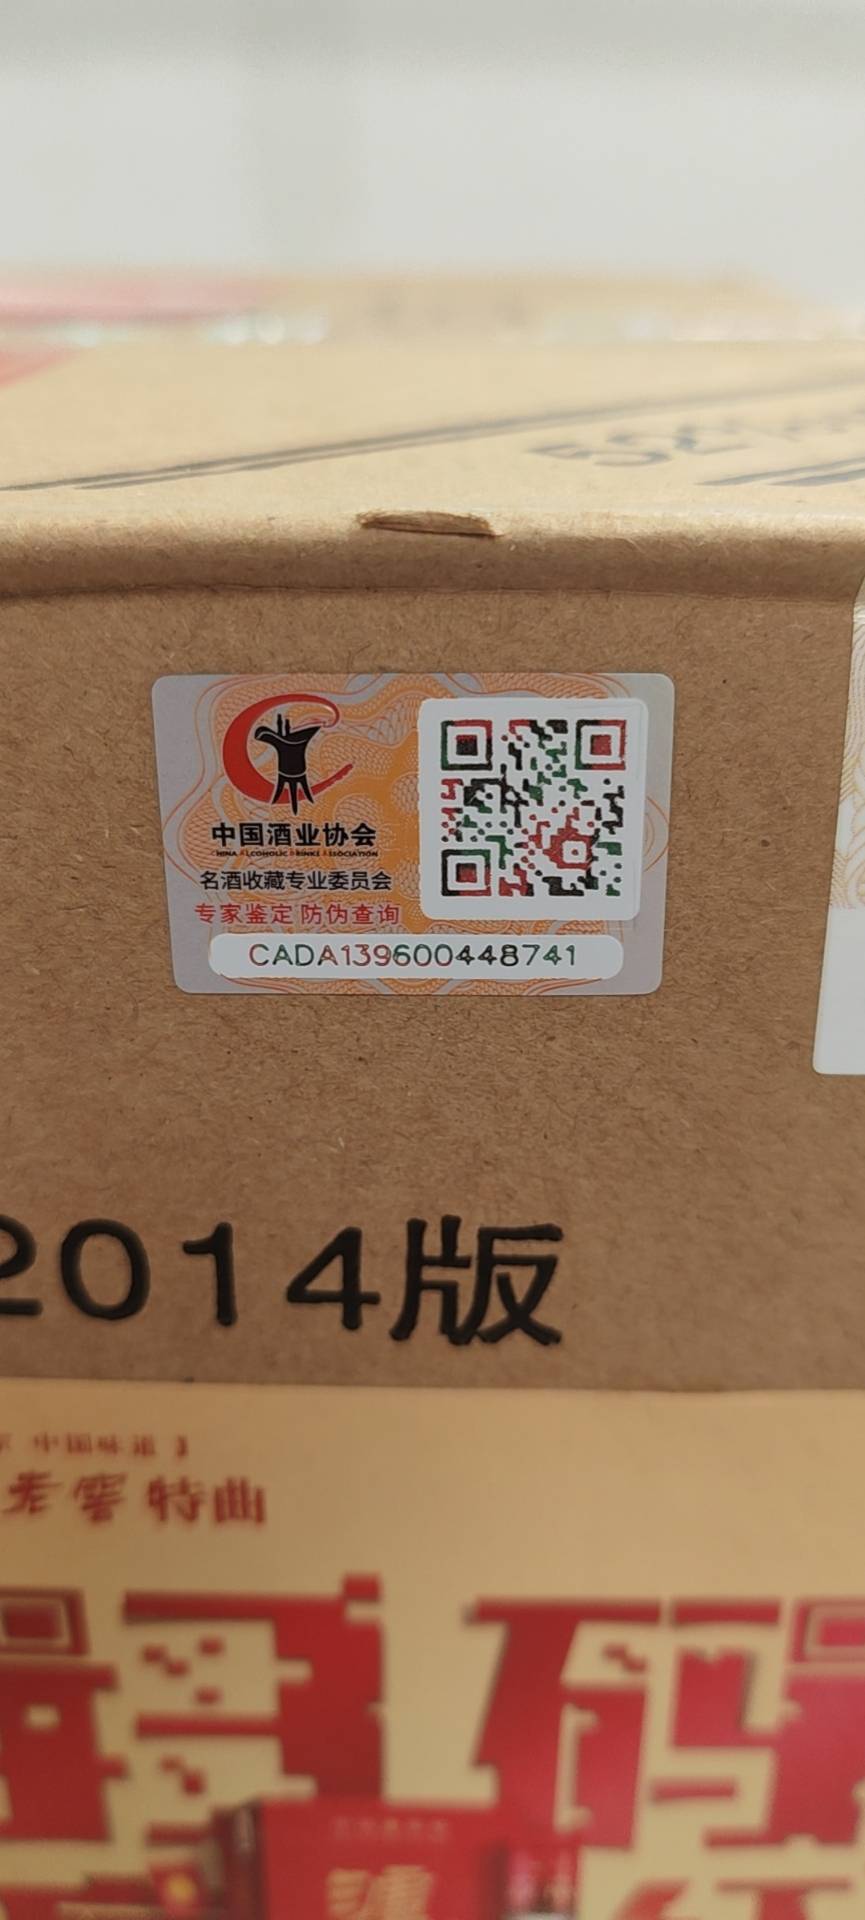 52
中国酒业协会
CHINA ALCOHOLIC DRINKS ASSOCIATION
名酒收藏专业委员会
专家鉴定 防伪查询
CADA139600448741
2014版
中国味道】
老窖特曲
码